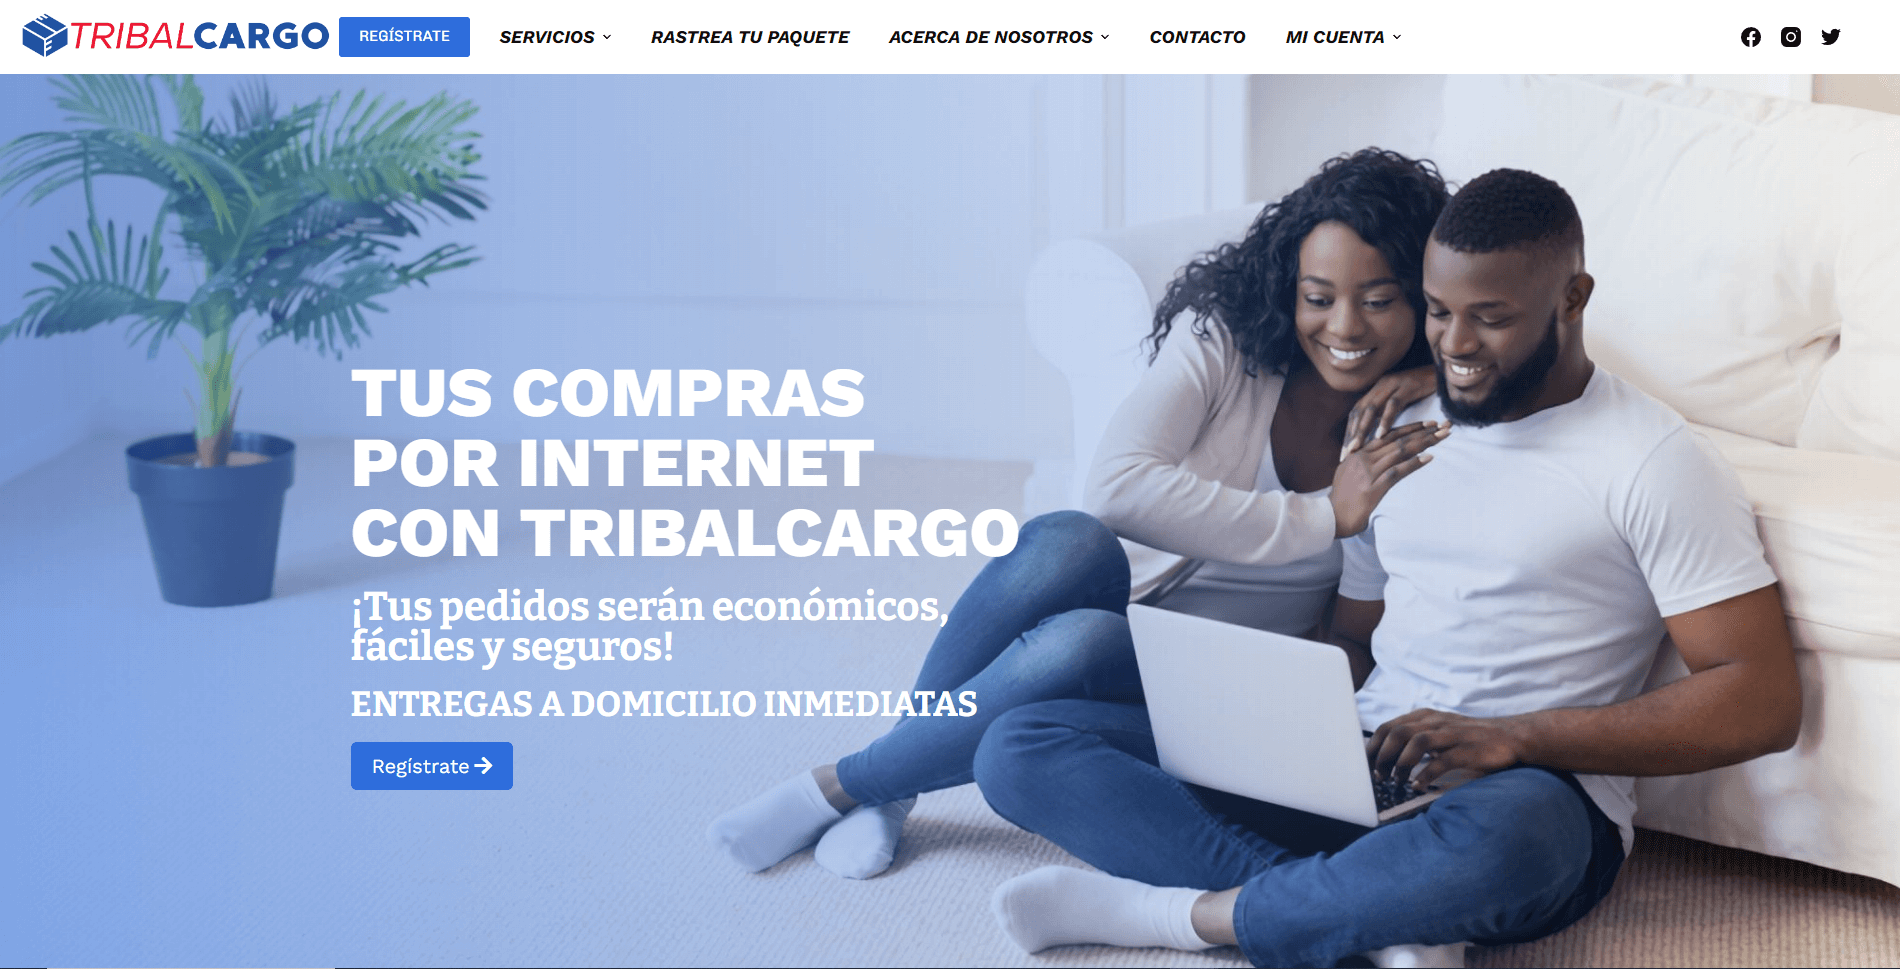 TRIBALCARGO
REGÍSTRATE
SERVICIOS
RASTREA TU PAQUETE
ACERCA DE NOSOTROS
CONTACTO
MI CUENTA
TUS COMPRAS
POR INTERNET
CON TRIBALCARGO
¡Tus pedidos serán económicos,
fáciles y seguros!
ENTREGAS A DOMICILIO INMEDIATAS
Regístrate